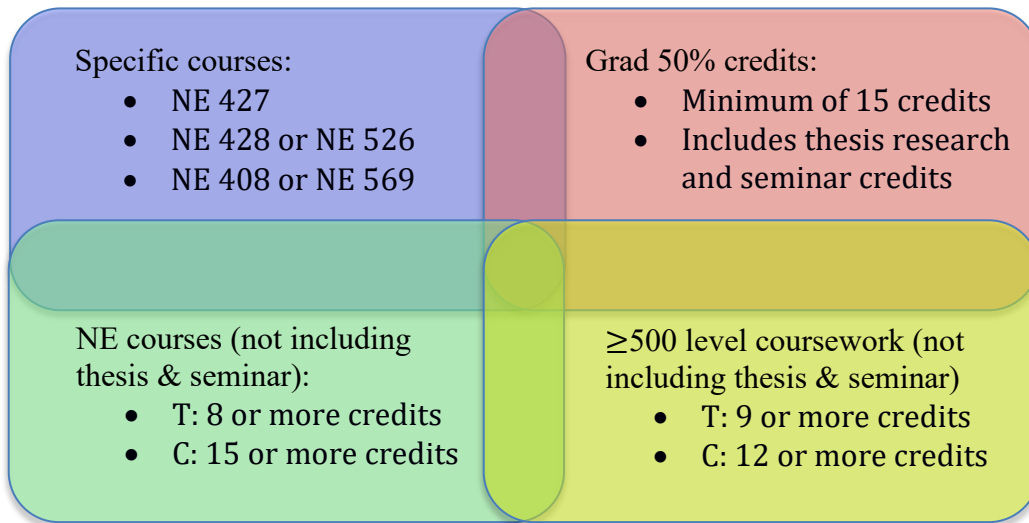 Specific courses:
• NE 427
• NE 428 or NE 526
• NE 408 or NE 569
Grad 50% credits:
• Minimum of 15 credits
• Includes thesis research
and seminar credits
NE courses (not including
thesis & seminar):
• T: 8 or more credits
• C: 15 or more credits
≥500 level coursework (not
including thesis & seminar)
• T: 9 or more credits
• C: 12 or more credits